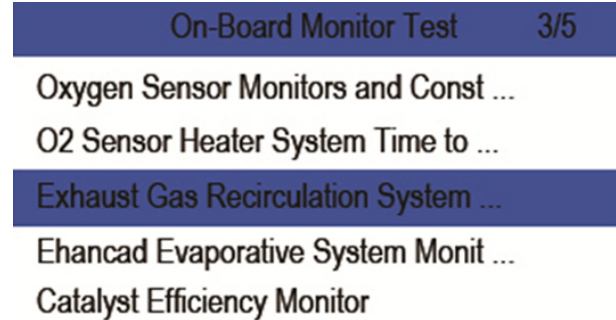 On-Board Monitor Test 3/5
Oxygen Sensor Monitors and Const ...
O2 Sensor Heater System Time to ...
Exhaust Gas Recirculation System ...
Ehancad Evaporative System Monit ...
Catalyst Efficiency Monitor